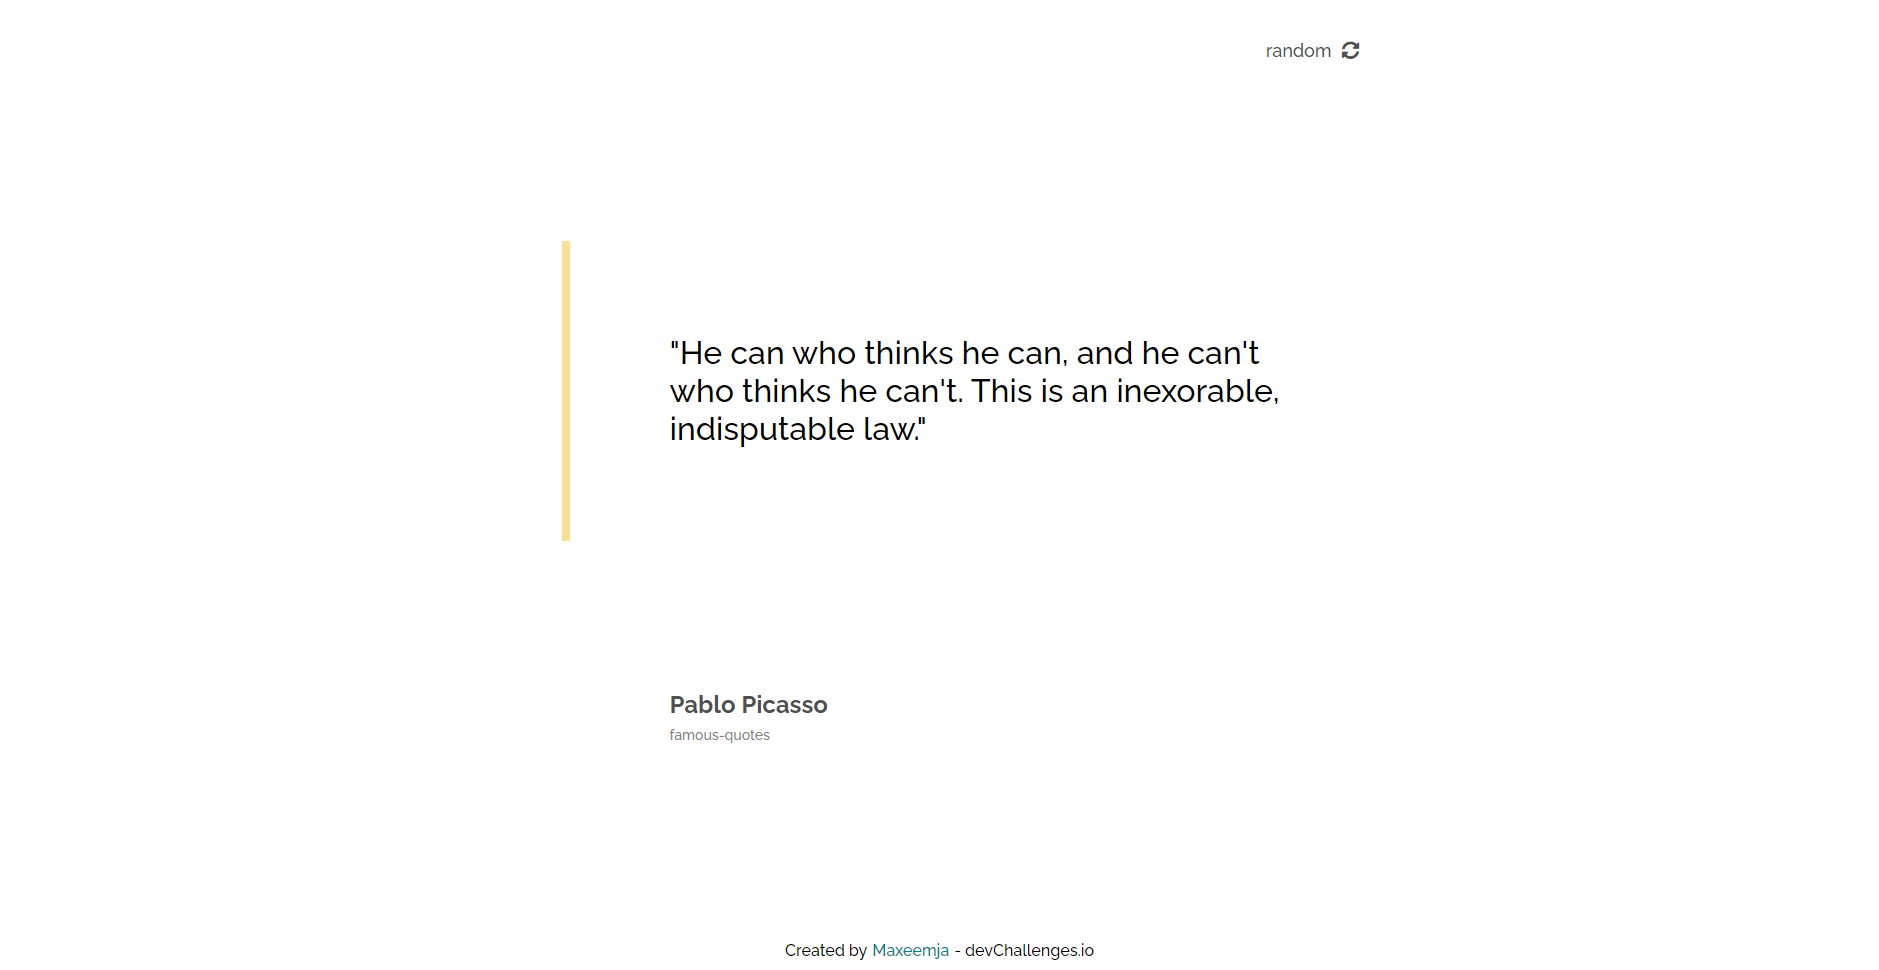 random
"He can who thinks he can, and he can't
who thinks he can't. This is an inexorable,
indisputable law."
Pablo Picasso
famous-quotes
Created by Maxeemja - devChallenges.io